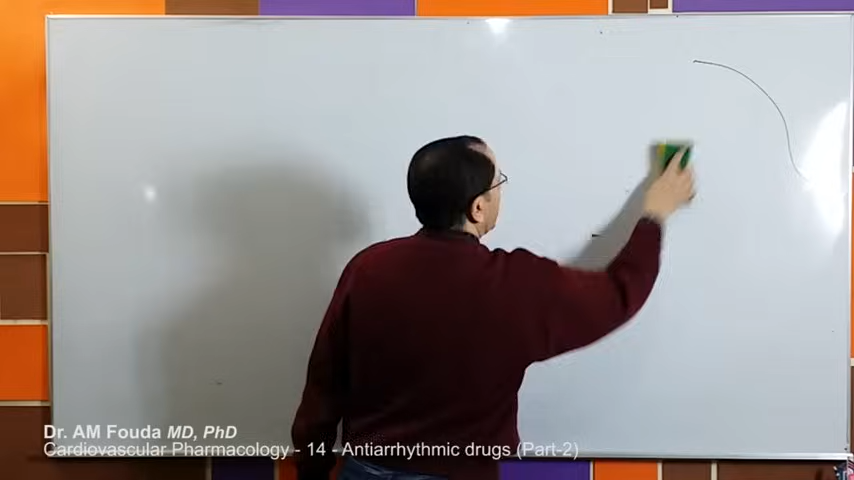 Dr. AM Fouda MD, PhD
Cardiovascular Pharmacology - 14 - Antiarrhythmic drugs (Part-2)